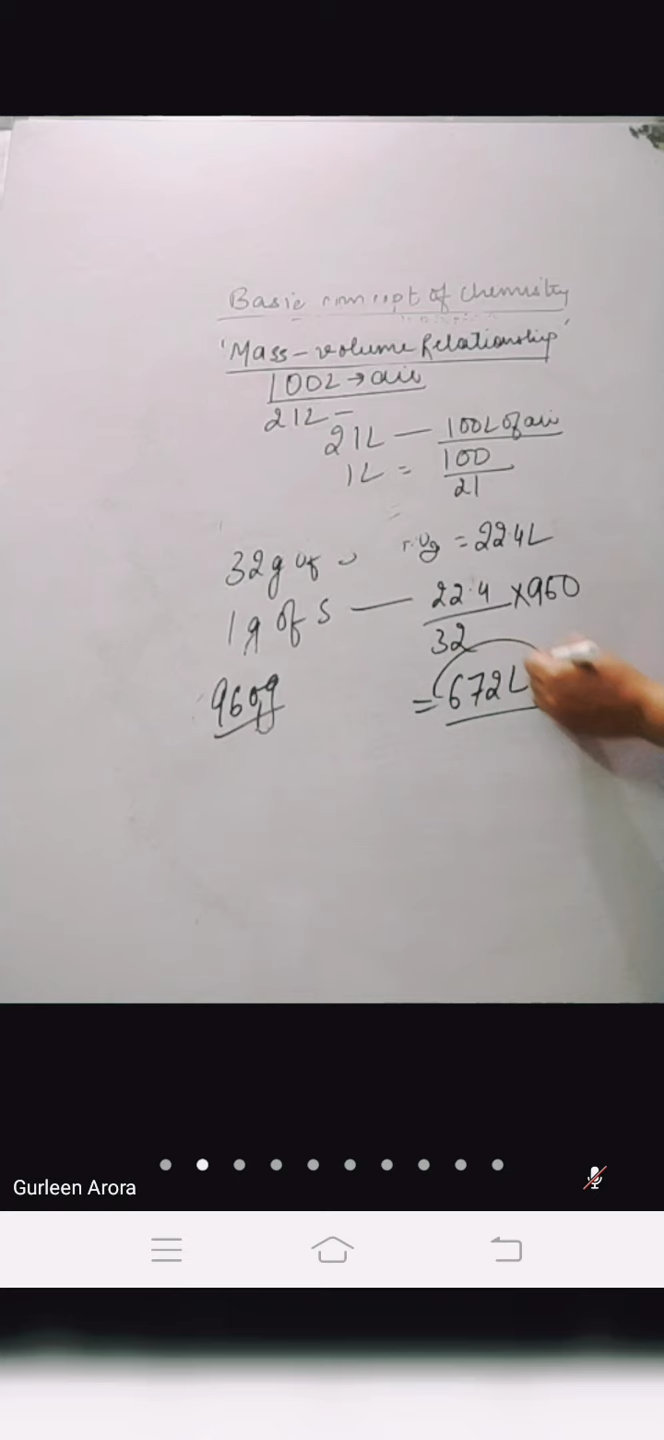 Basic concept of Chemistry
'Mass-volume Relationship'
100L → air
21L -
21L — 100L of air
1L = 100
21
32g of = 22.4L
1g of S — 22.4 × 960
32
960g = 672L
Gurleen Arora